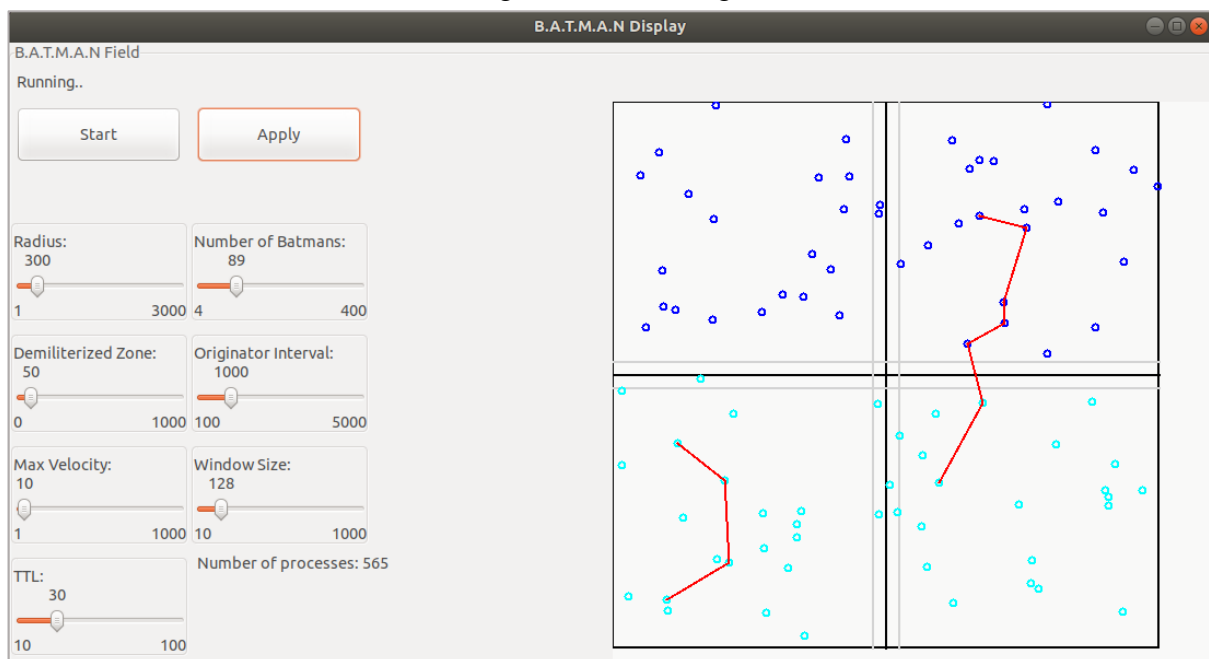 B.A.T.M.A.N Display
B.A.T.M.A.N Field
Running..
Start Apply
Radius: Number of Batmans:
300 89
1 3000 4 400
Demiliterized Zone: Originator Interval:
50 1000
0 1000 100 5000
Max Velocity: Window Size:
10 128
1 1000 10 1000
Number of processes: 565
TTL:
30
10 100